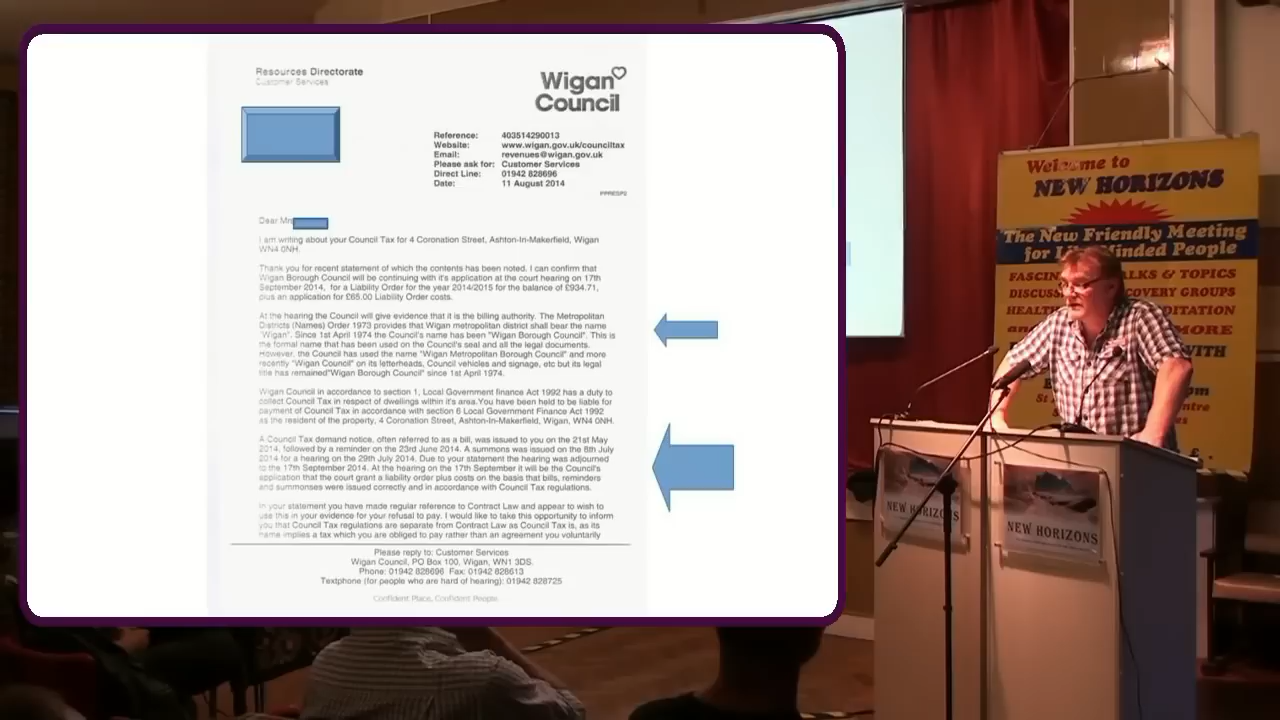 Resources Directorate
Customer Services
Wigan
Council
Reference: 403514290013
Website: www.wigan.gov.uk/counciltax
Email: revenues@wigan.gov.uk
Please ask for: Customer Services
Direct Line: 01942 828696
Date: 11 August 2014
PPRESP2
Dear Mrs
I am writing about your Council Tax for 4 Coronation Street, Ashton-In-Makerfield, Wigan
WN4 0NH.
Thank you for recent statement of which the contents has been noted. I can confirm that
Wigan Borough Council will be continuing with it's application at the court hearing on 17th
September 2014, for a Liability Order for the year 2014/2015 for the balance of £934.71,
plus an application for £65.00 Liability Order costs.
At the hearing the Council will give evidence that it is the billing authority. The Metropolitan
Districts (Names) Order 1973 provides that Wigan metropolitan district shall bear the name
"Wigan". Since 1st April 1974 the Council's name has been "Wigan Borough Council". This is
the formal name that has been used on the Council's seal and all the legal documents.
However, the Council has used the name "Wigan Metropolitan Borough Council" and more
recently "Wigan Council" on its letterheads, Council vehicles and signage, etc but its legal
title has remained"Wigan Borough Council" since 1st April 1974.
Wigan Council in accordance to section 1, Local Government finance Act 1992 has a duty to
collect Council Tax in respect of dwellings within it's area.You have been held to be liable for
payment of Council Tax in accordance with section 6 Local Government Finance Act 1992
as the resident of the property, 4 Coronation Street, Ashton-In-Makerfield, Wigan, WN4 0NH.
A Council Tax demand notice, often referred to as a bill, was issued to you on the 21st May
2014, followed by a reminder on the 23rd June 2014. A summons was issued on the 8th July
2014 for a hearing on the 29th July 2014. Due to your statement the hearing was adjourned
to the 17th September 2014. At the hearing on the 17th September it will be the Council's
application that the court grant a liability order plus costs on the basis that bills, reminders
and summonses were issued correctly and in accordance with Council Tax regulations.
In your statement you have made regular reference to Contract Law and appear to wish to
use this in your evidence for your refusal to pay. I would like to take this opportunity to inform
you that Council Tax regulations are separate from Contract Law as Council Tax is, as its
name implies a tax which you are obliged to pay rather than an agreement you voluntarily
Please reply to: Customer Services
Wigan Council, PO Box 100, Wigan, WN1 3DS.
Phone: 01942 828696 Fax: 01942 828613
Textphone (for people who are hard of hearing): 01942 828725
Confident Place, Confident People.
Welcome to
NEW HORIZONS
The New Friendly Meeting
for Minded People
TALKS & TOPICS
GROUPS
MORE
WITH
NEW HORIZONS
NEW HORIZONS